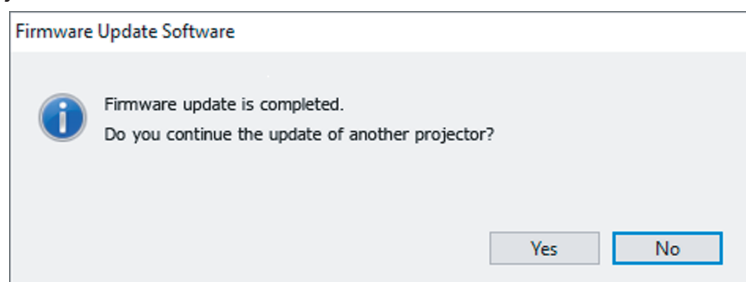 Firmware Update Software
Firmware update is completed.
Do you continue the update of another projector?
Yes No